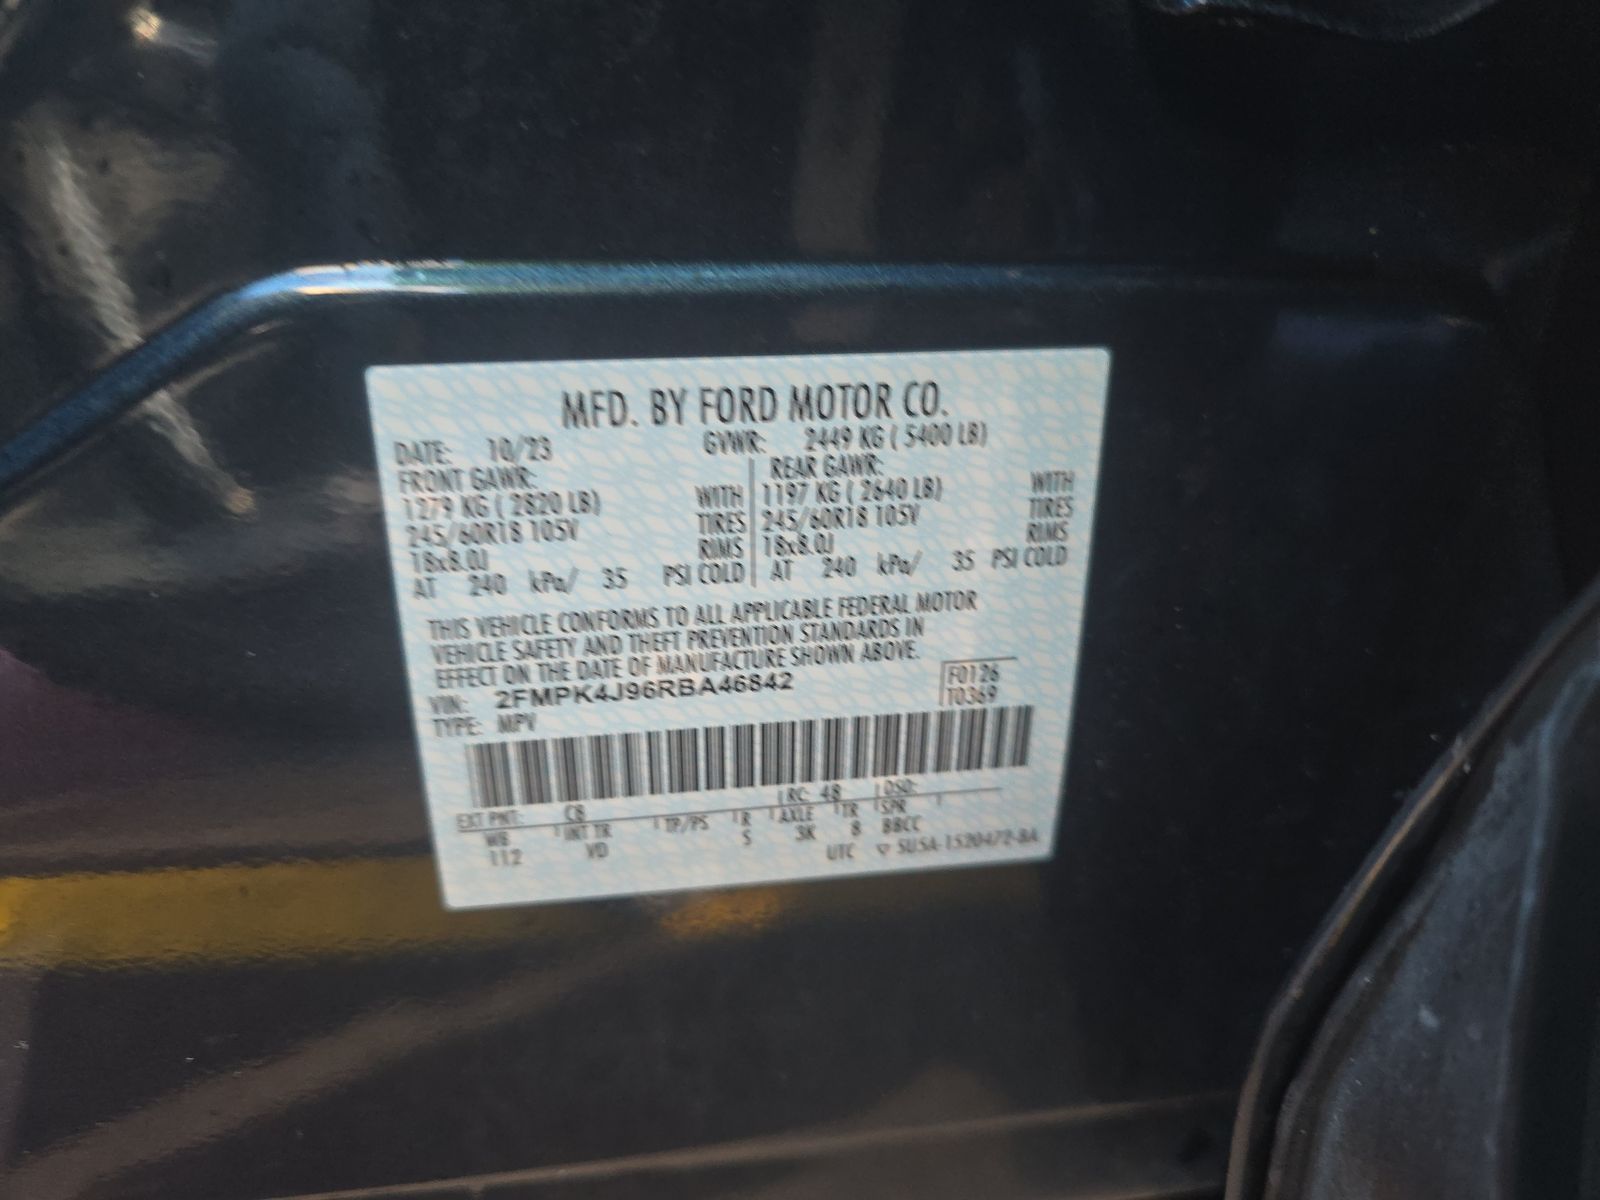 MFD. BY FORD MOTOR CO.
DATE: 10/23 GVWR: 2449 KG ( 5400 LB)
FRONT GAWR: REAR GAWR:
1279 KG ( 2820 LB) WITH 1197 KG ( 2640 LB) WITH
245/60R18 105V TIRES 245/60R18 105V TIRES
18x8.0J RIMS 18x8.0J RIMS
AT 240 kPa/ 35 PSI COLD AT 240 kPa/ 35 PSI COLD
THIS VEHICLE CONFORMS TO ALL APPLICABLE FEDERAL MOTOR
VEHICLE SAFETY AND THEFT PREVENTION STANDARDS IN
EFFECT ON THE DATE OF MANUFACTURE SHOWN ABOVE.
VIN: 2FMPK4J96RBA46842 F0126
TYPE: MPV T0369
EXT PNT: C8 RC: 48 DSO:
WB INT TR TP/PS R AXLE TR SPR
112 VD S 3K 8 BBCC
UTC ▽ SU5A-1520472-BA